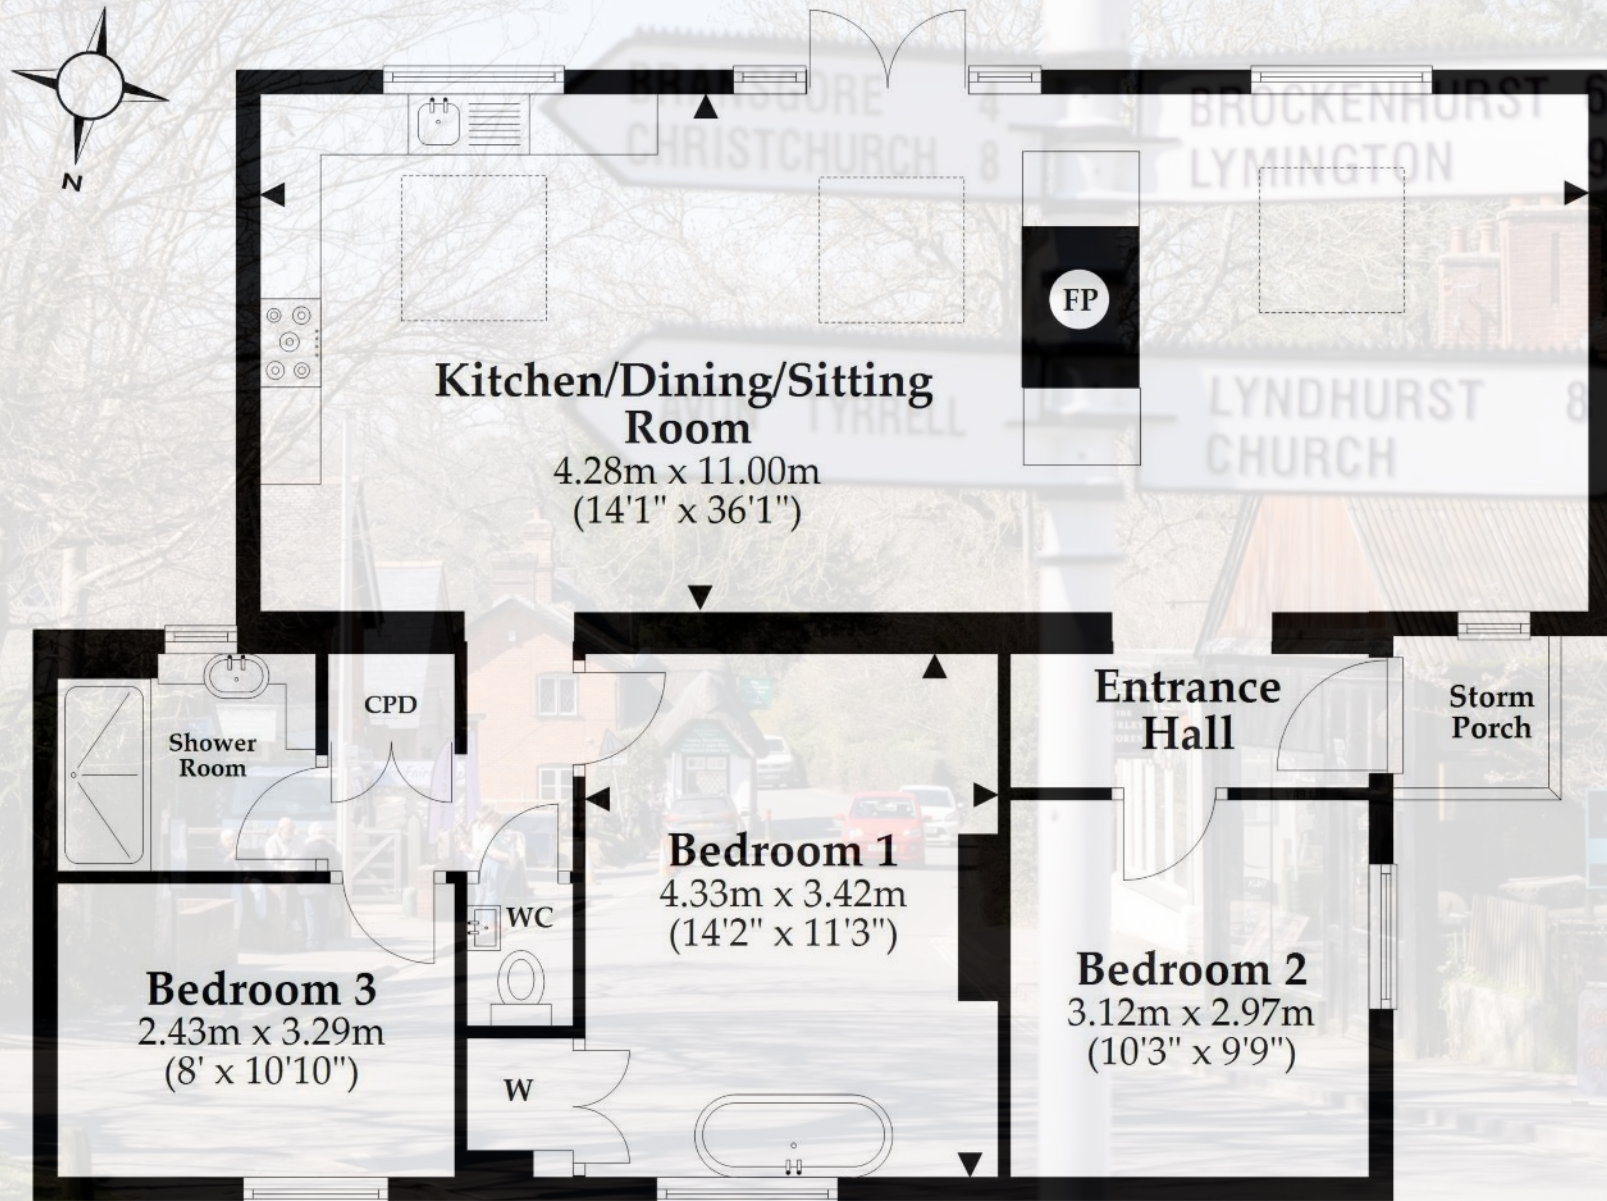 BRANSGORE 4
CHRISTCHURCH 8
BROCKENHURST 6
LYMINGTON 9
N
FP
Kitchen/Dining/Sitting
Room
4.28m x 11.00m
(14'1" x 36'1")
TYRRELL
LYNDHURST 8
CHURCH
CPD
Shower
Room
Entrance
Hall
Storm
Porch
Bedroom 1
4.33m x 3.42m
(14'2" x 11'3")
WC
Bedroom 3
2.43m x 3.29m
(8' x 10'10")
Bedroom 2
3.12m x 2.97m
(10'3" x 9'9")
W